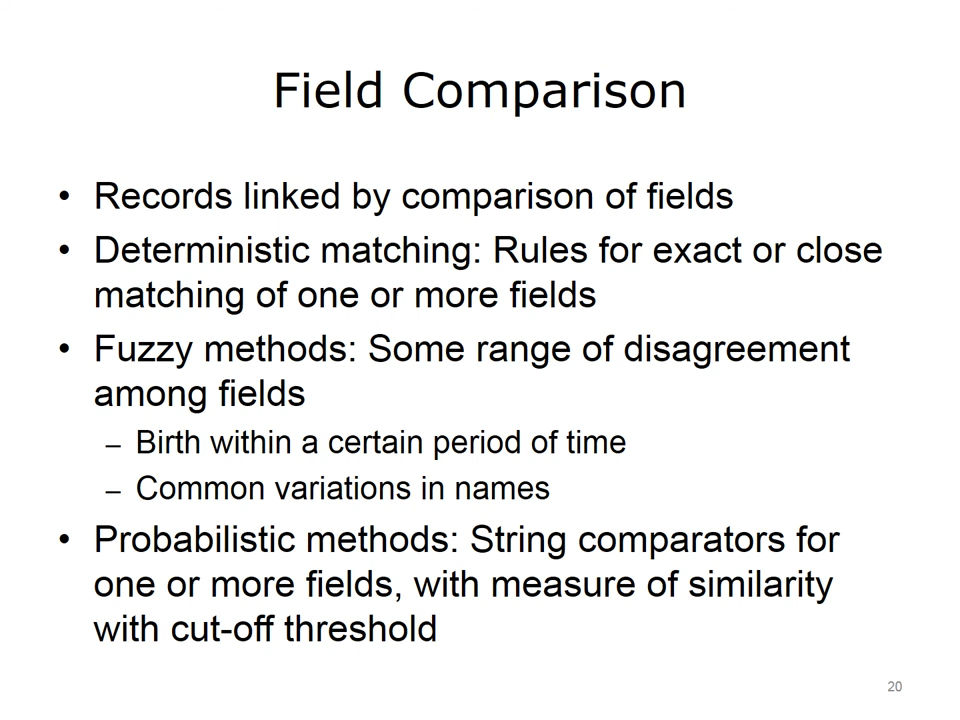 Field Comparison
• Records linked by comparison of fields
• Deterministic matching: Rules for exact or close
matching of one or more fields
• Fuzzy methods: Some range of disagreement
among fields
– Birth within a certain period of time
– Common variations in names
• Probabilistic methods: String comparators for
one or more fields, with measure of similarity
with cut-off threshold
20